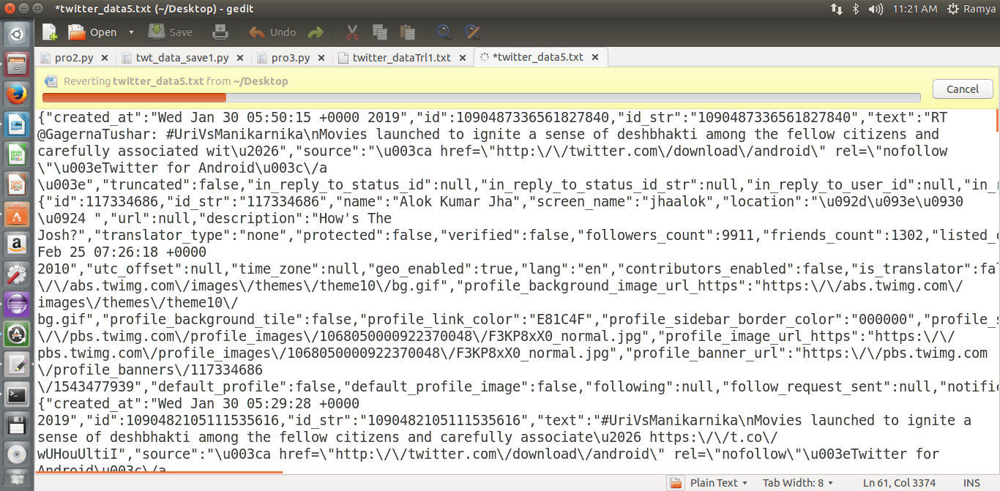 *twitter_data5.txt (~/Desktop) - gedit
11:21 AM
Ramya
Open
Save
Undo
pro2.py
twt_data_save1.py
pro3.py
twitter_dataTrl1.txt
*twitter_data5.txt
Reverting twitter_data5.txt from ~/Desktop
Cancel
{"created_at":"Wed Jan 30 05:50:15 +0000 2019","id":1090487336561827840,"id_str":"1090487336561827840","text":"RT
@GagernaTushar: #UriVsManikarnika\nMovies launched to ignite a sense of deshbhakti among the fellow citizens and
carefully associated wit\u2026","source":"\u003ca href=\"http:\/\/twitter.com\/download\/android\" rel=\"nofollow
\"\u003eTwitter for Android\u003c\/a
\u003e","truncated":false,"in_reply_to_status_id":null,"in_reply_to_status_id_str":null,"in_reply_to_user_id":null,"in_r
{"id":117334686,"id_str":"117334686","name":"Alok Kumar Jha","screen_name":"jhaalok","location":"\u092d\u093e\u0930
\u0924 ","url":null,"description":"How's The
Josh?","translator_type":"none","protected":false,"verified":false,"followers_count":9911,"friends_count":1302,"listed_c
Feb 25 07:26:18 +0000
2010","utc_offset":null,"time_zone":null,"geo_enabled":true,"lang":"en","contributors_enabled":false,"is_translator":fal
\/\/abs.twimg.com\/images\/themes\/theme10\/bg.gif","profile_background_image_url_https":"https:\/\/abs.twimg.com\/
images\/themes\/theme10\/
bg.gif","profile_background_tile":false,"profile_link_color":"E81C4F","profile_sidebar_border_color":"000000","profile_s
\/\/pbs.twimg.com\/profile_images\/1068050000922370048\/F3KP8xX0_normal.jpg","profile_image_url_https":"https:\/\/
pbs.twimg.com\/profile_images\/1068050000922370048\/F3KP8xX0_normal.jpg","profile_banner_url":"https:\/\/pbs.twimg.com
\/profile_banners\/117334686
\/1543477939","default_profile":false,"default_profile_image":false,"following":null,"follow_request_sent":null,"notific
{"created_at":"Wed Jan 30 05:29:28 +0000
2019","id":1090482105111535616,"id_str":"1090482105111535616","text":"#UriVsManikarnika\nMovies launched to ignite a
sense of deshbhakti among the fellow citizens and carefully associate\u2026 https:\/\/t.co\/
wUHouUltiI","source":"\u003ca href=\"http:\/\/twitter.com\/download\/android\" rel=\"nofollow\"\u003eTwitter for
Android\u003c\/a
Plain Text
Tab Width: 8
Ln 61, Col 3374
INS